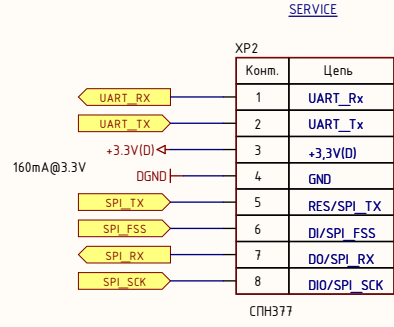 SERVICE
XP2
Конт. Цепь
UART_RX 1 UART_Rx
UART_TX 2 UART_Tx
+3.3V(D) 3 +3,3V(D)
160mA@3.3V
DGND 4 GND
SPI_TX 5 RES/SPI_TX
SPI_FSS 6 DI/SPI_FSS
SPI_RX 7 DO/SPI_RX
SPI_SCK 8 DIO/SPI_SCK
СПН377